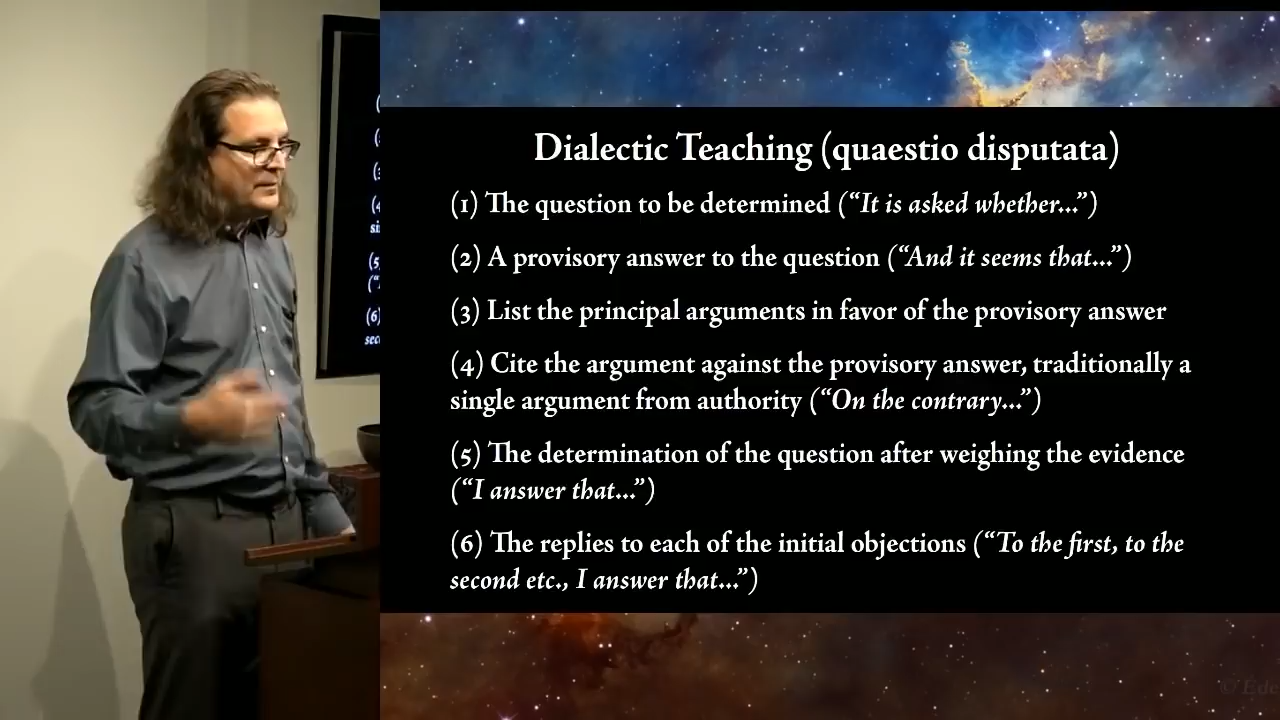 Dialectic Teaching (quaestio disputata)
(1) The question to be determined (“It is asked whether...”)
(2) A provisory answer to the question (“And it seems that...”)
(3) List the principal arguments in favor of the provisory answer
(4) Cite the argument against the provisory answer, traditionally a
single argument from authority (“On the contrary...”)
(5) The determination of the question after weighing the evidence
(“I answer that...”)
(6) The replies to each of the initial objections (“To the first, to the
second etc., I answer that...”)